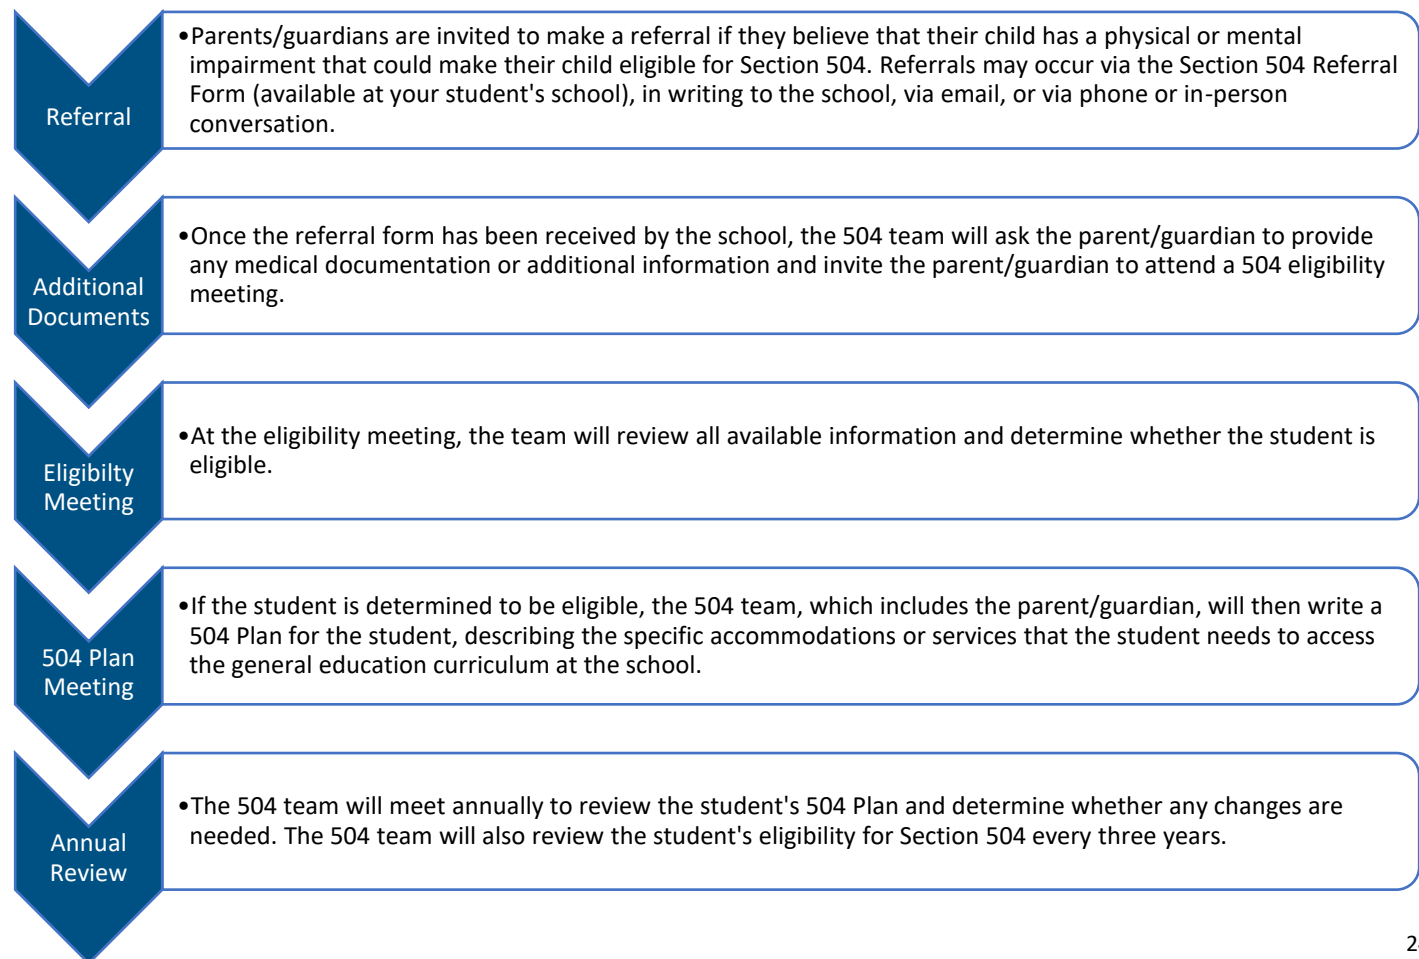 Referral
•Parents/guardians are invited to make a referral if they believe that their child has a physical or mental
impairment that could make their child eligible for Section 504. Referrals may occur via the Section 504 Referral
Form (available at your student's school), in writing to the school, via email, or via phone or in-person
conversation.
Additional
Documents
•Once the referral form has been received by the school, the 504 team will ask the parent/guardian to provide
any medical documentation or additional information and invite the parent/guardian to attend a 504 eligibility
meeting.
Eligibilty
Meeting
•At the eligibility meeting, the team will review all available information and determine whether the student is
eligible.
504 Plan
Meeting
•If the student is determined to be eligible, the 504 team, which includes the parent/guardian, will then write a
504 Plan for the student, describing the specific accommodations or services that the student needs to access
the general education curriculum at the school.
Annual
Review
•The 504 team will meet annually to review the student's 504 Plan and determine whether any changes are
needed. The 504 team will also review the student's eligibility for Section 504 every three years.